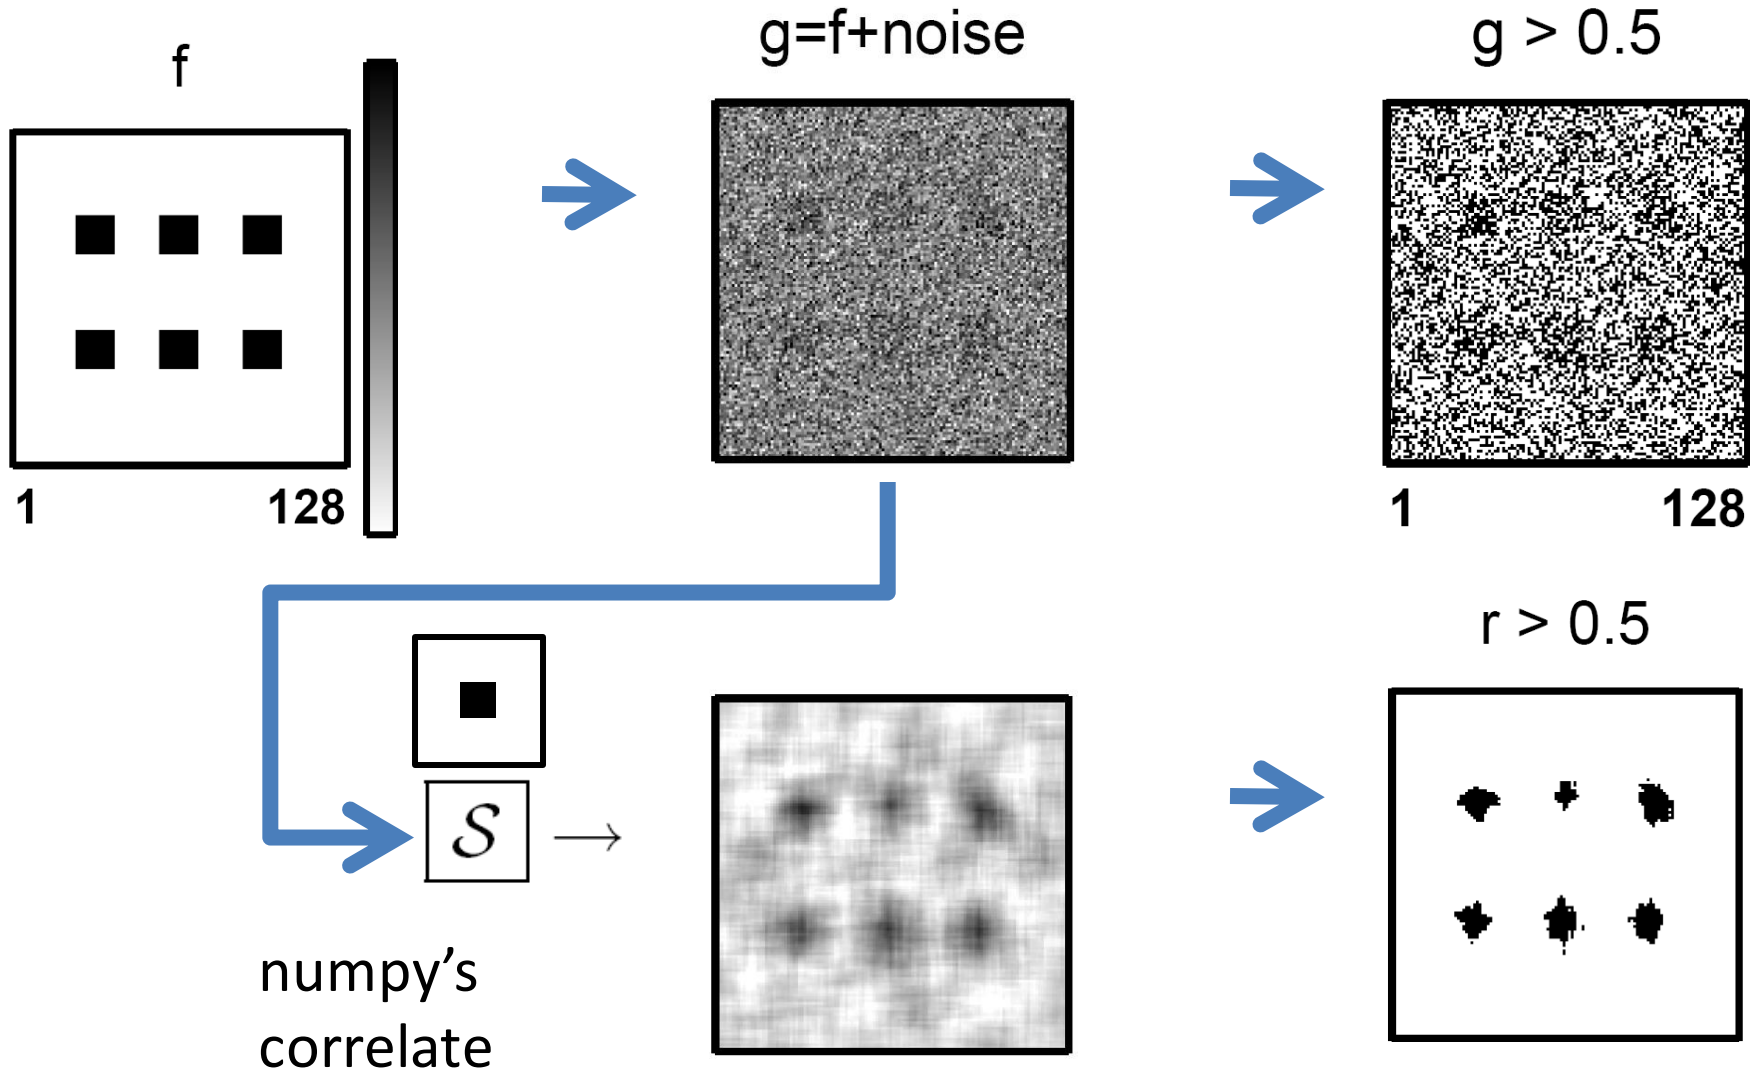 f
g=f+noise
g > 0.5
1 128
1 128
r > 0.5
S
numpy’s
correlate